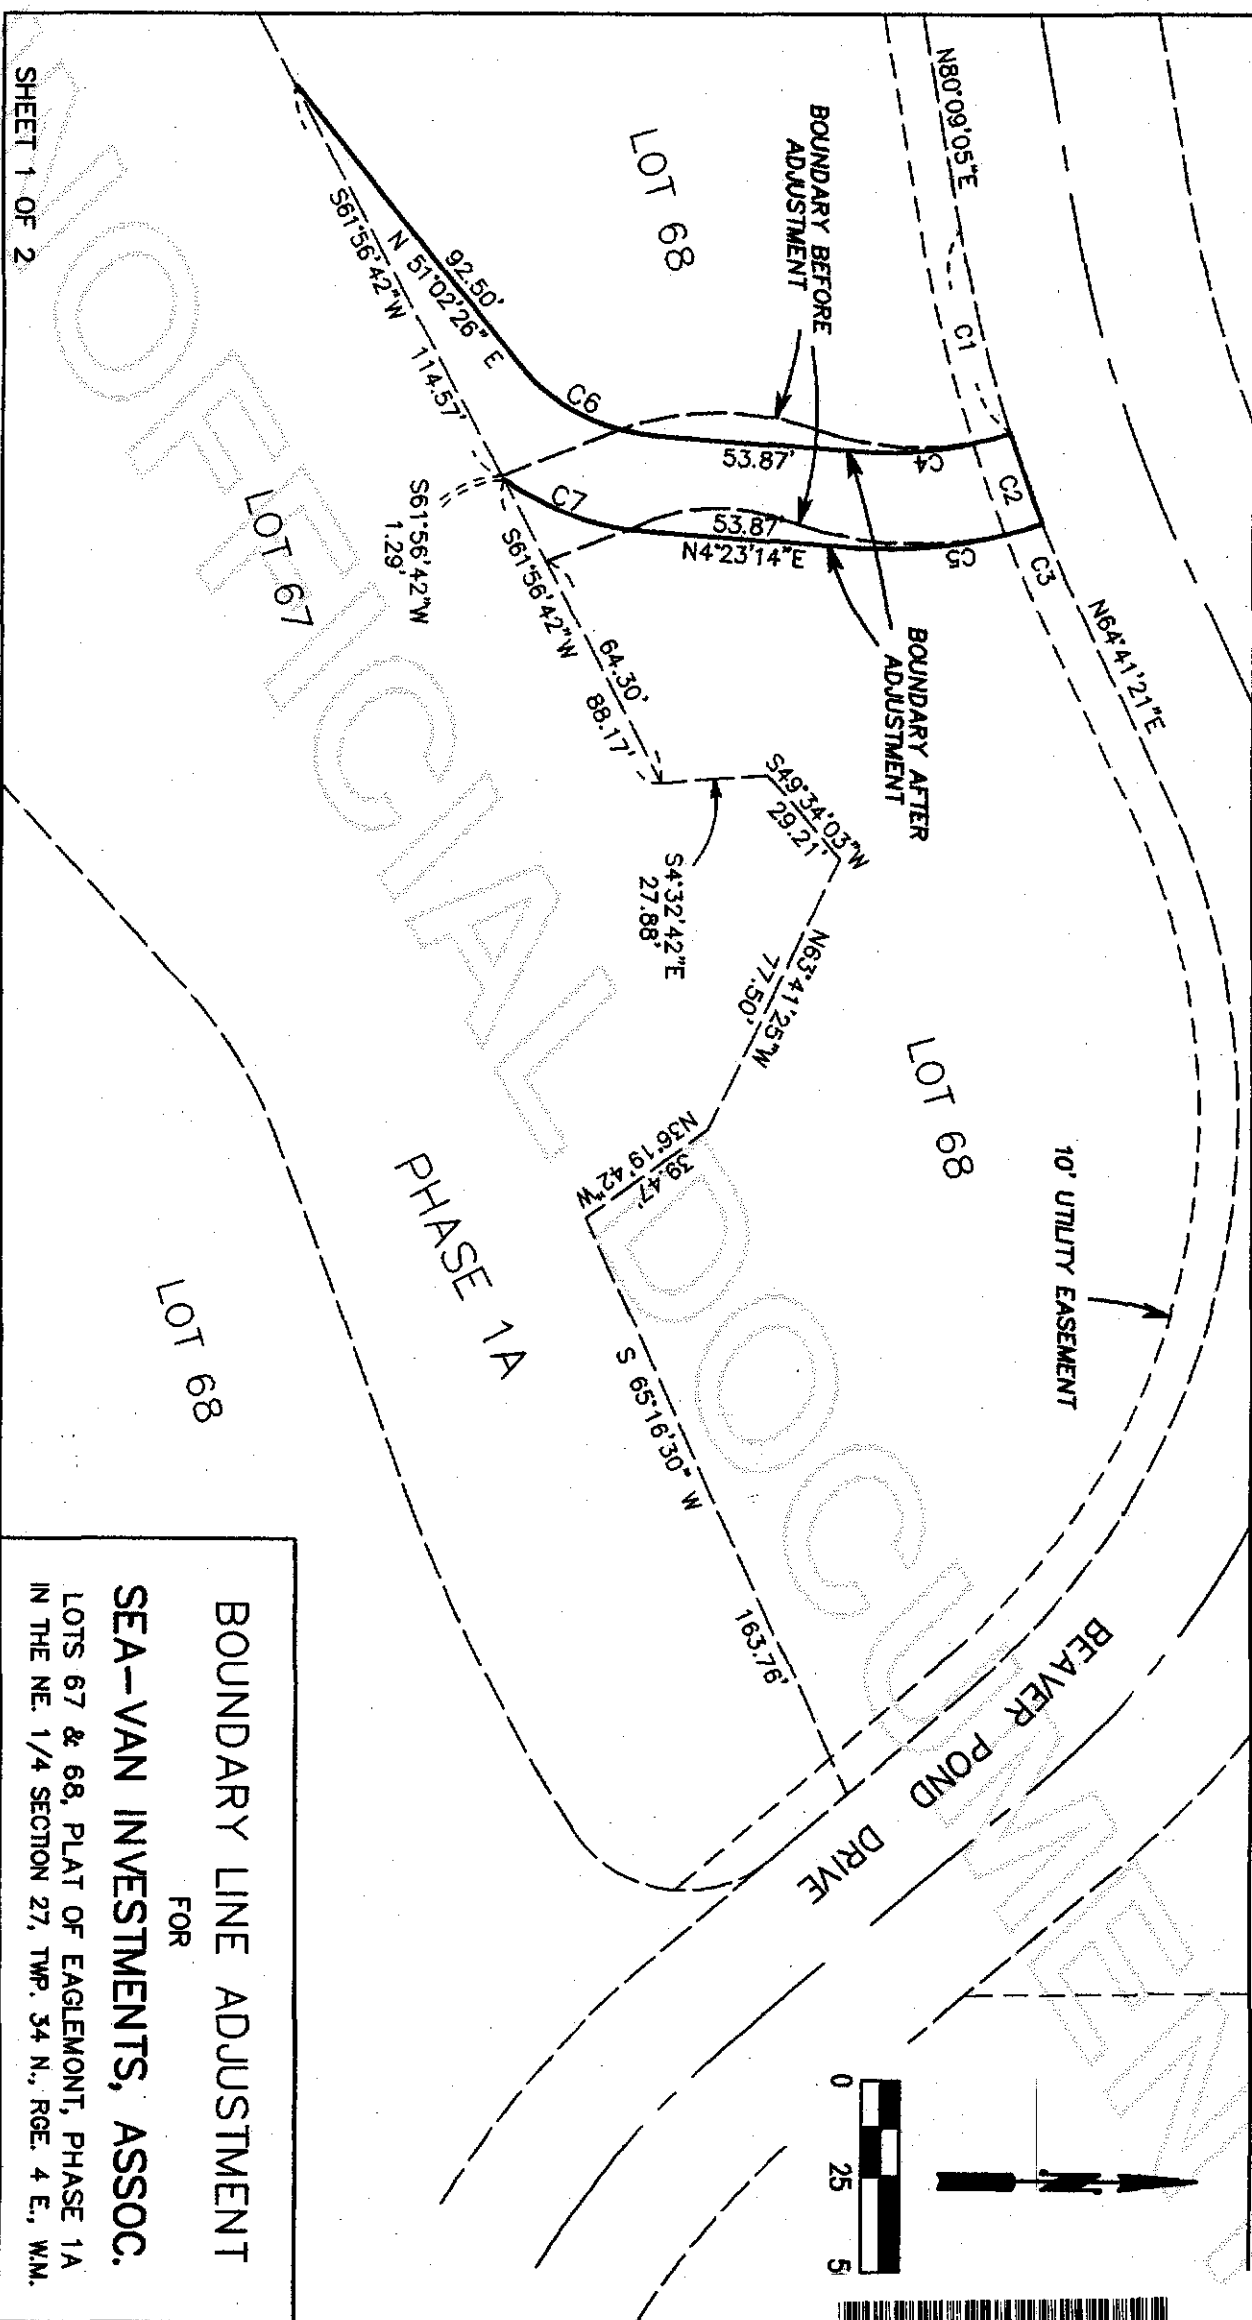 N80°09'05"E
C1
C2
C3
N64°41'21"E
BOUNDARY BEFORE
ADJUSTMENT
LOT 68
C4
C5
53.87'
53.87'
N4°23'14"E
BOUNDARY AFTER
ADJUSTMENT
C6
C7
92.50'
N 51°02'26" E
S61°56'42"W
114.57'
S61°56'42"W
1.29'
S61°56'42"W
64.30'
88.17'
LOT 67
S49°34'03"W
29.21'
S4°32'42"E
27.88'
N63°41'25"W
77.50'
N36°19'42"W
39.47'
S 65°16'30" W
163.76'
LOT 68
10' UTILITY EASEMENT
BEAVER POND DRIVE
PHASE 1A
LOT 68
0 25 5
N
UNOFFICIAL DOCUMENT
SHEET 1 OF 2
BOUNDARY LINE ADJUSTMENT
FOR
SEA-VAN INVESTMENTS, ASSOC.
LOTS 67 & 68, PLAT OF EAGLEMONT, PHASE 1A
IN THE NE. 1/4 SECTION 27, TWP. 34 N., RGE. 4 E., W.M.